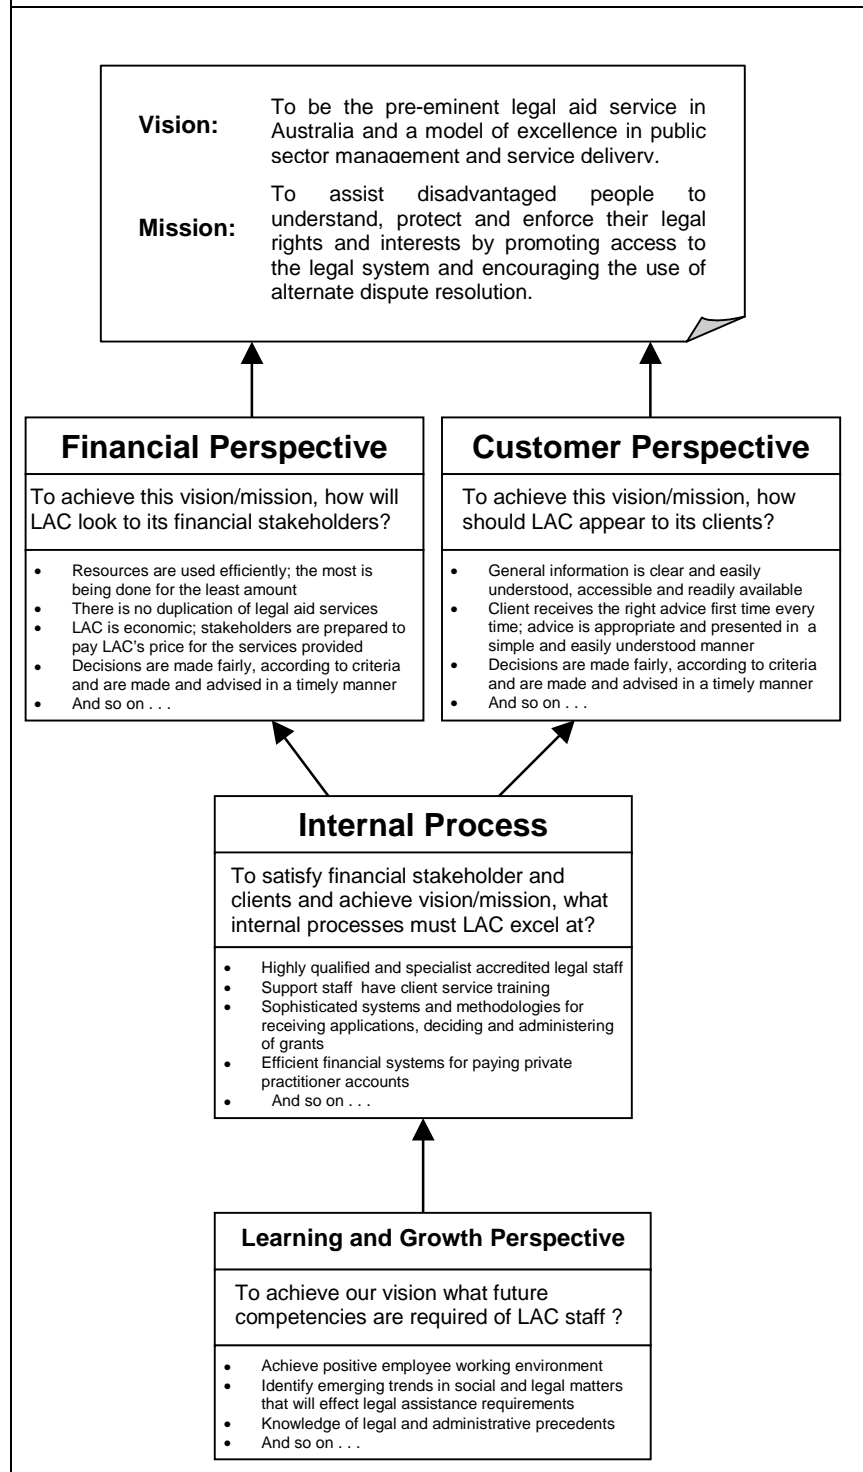 Vision:
To be the pre-eminent legal aid service in
Australia and a model of excellence in public
sector management and service delivery.
Mission:
To assist disadvantaged people to
understand, protect and enforce their legal
rights and interests by promoting access to
the legal system and encouraging the use of
alternate dispute resolution.
Financial Perspective
To achieve this vision/mission, how will
LAC look to its financial stakeholders?
• Resources are used efficiently; the most is
being done for the least amount
• There is no duplication of legal aid services
• LAC is economic; stakeholders are prepared to
pay LAC's price for the services provided
• Decisions are made fairly, according to criteria
and are made and advised in a timely manner
• And so on . . .
Customer Perspective
To achieve this vision/mission, how
should LAC appear to its clients?
• General information is clear and easily
understood, accessible and readily available
• Client receives the right advice first time every
time; advice is appropriate and presented in a
simple and easily understood manner
• Decisions are made fairly, according to criteria
and are made and advised in a timely manner
• And so on . . .
Internal Process
To satisfy financial stakeholder and
clients and achieve vision/mission, what
internal processes must LAC excel at?
• Highly qualified and specialist accredited legal staff
• Support staff have client service training
• Sophisticated systems and methodologies for
receiving applications, deciding and administering
of grants
• Efficient financial systems for paying private
practitioner accounts
• And so on . . .
Learning and Growth Perspective
To achieve our vision what future
competencies are required of LAC staff ?
• Achieve positive employee working environment
• Identify emerging trends in social and legal matters
that will effect legal assistance requirements
• Knowledge of legal and administrative precedents
• And so on . . .